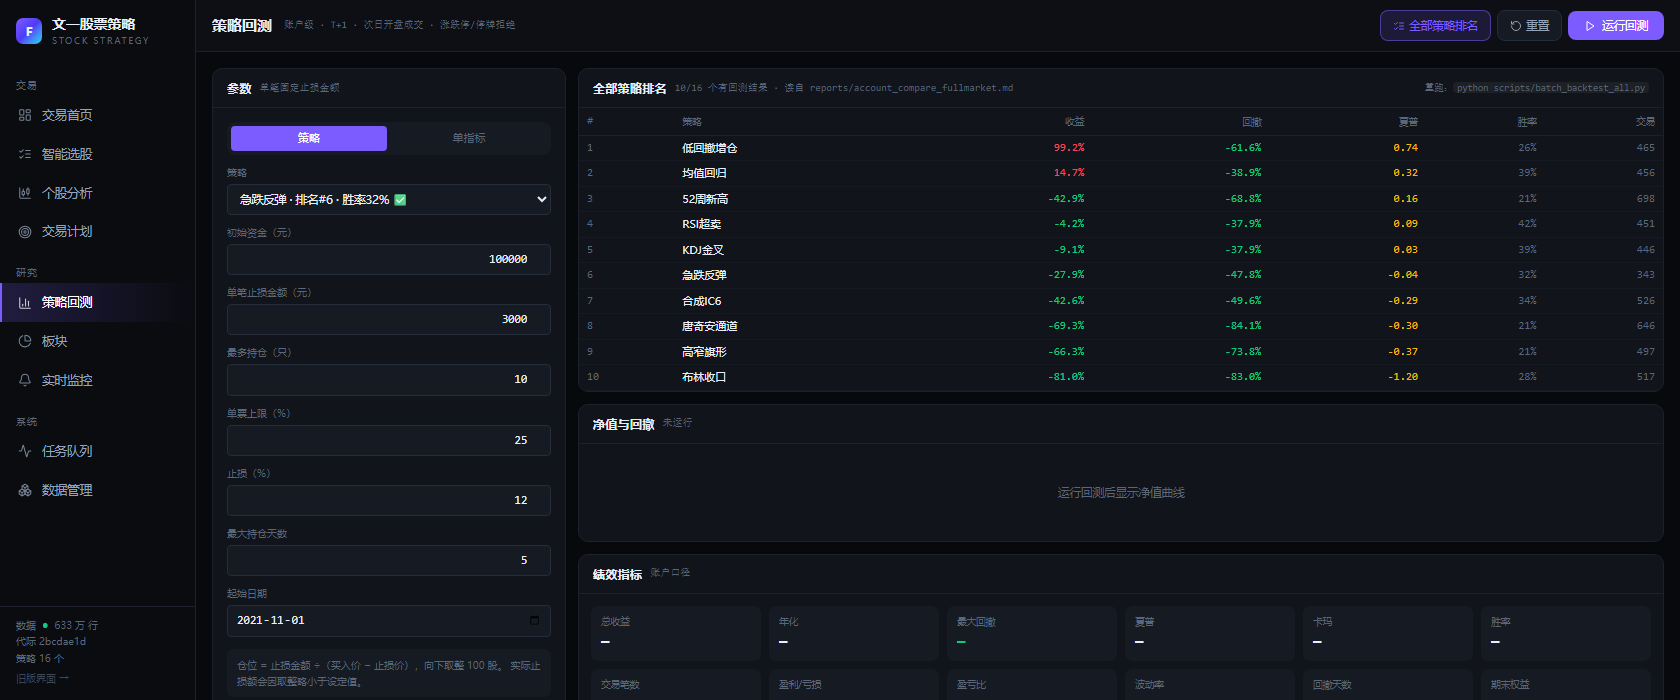 F
文一股票策略
STOCK STRATEGY
交易
交易首页
智能选股
个股分析
交易计划
研究
策略回测
板块
实时监控
系统
任务队列
数据管理
数据 633 万 行
代际 2bcdae1d
策略 16 个
旧版界面 →
策略回测 账户级 · T+1 · 次日开盘成交 · 涨跌停/停牌拒绝
全部策略排名 重置 运行回测
参数 单笔固定止损金额
策略 单指标
策略
急跌反弹 · 排名#6 · 胜率32% ✅
初始资金（元）
100000
单笔止损金额（元）
3000
最多持仓（只）
10
单票上限（%）
25
止损（%）
12
最大持仓天数
5
起始日期
2021-11-01
仓位 = 止损金额 ÷（买入价 − 止损价），向下取整 100 股。 实际止
损额会因取整略小于设定值。
全部策略排名 10/16 个有回测结果 · 读自 reports/account_compare_fullmarket.md 重跑: python scripts/batch_backtest_all.py
# 策略 收益 回撤 夏普 胜率 交易
1 低回撤增仓 99.2% -61.6% 0.74 26% 465
2 均值回归 14.7% -38.9% 0.32 39% 456
3 52周新高 -42.9% -68.8% 0.16 21% 698
4 RSI超卖 -4.2% -37.9% 0.09 42% 451
5 KDJ金叉 -9.1% -37.9% 0.03 39% 446
6 急跌反弹 -27.9% -47.8% -0.04 32% 343
7 合成IC6 -42.6% -49.6% -0.29 34% 526
8 唐奇安通道 -69.3% -84.1% -0.30 21% 646
9 高窄旗形 -66.3% -73.8% -0.37 21% 497
10 布林收口 -81.0% -83.0% -1.20 28% 517
净值与回撤 未运行
运行回测后显示净值曲线
绩效指标 账户口径
总收益 年化 最大回撤 夏普 卡玛 胜率
— — — — — —
交易笔数 盈利/亏损 盈亏比 波动率 回撤天数 期末权益